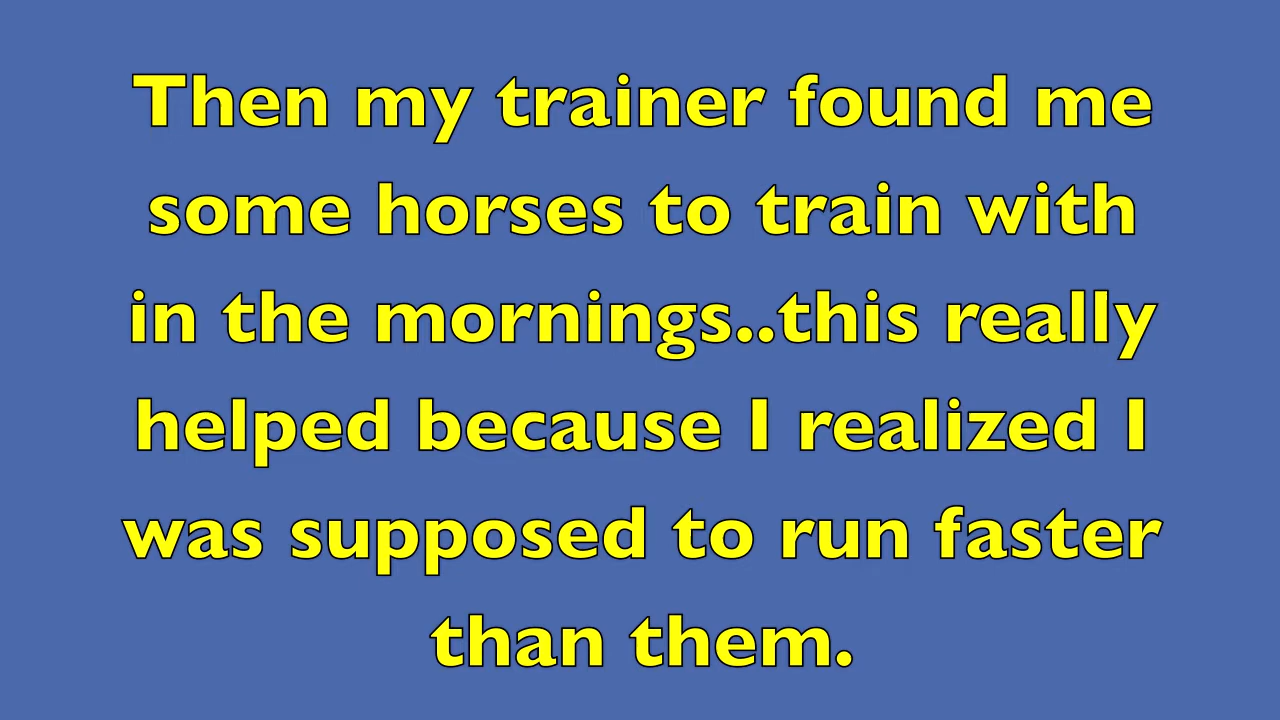 Then my trainer found me
some horses to train with
in the mornings..this really
helped because I realized I
was supposed to run faster
than them.